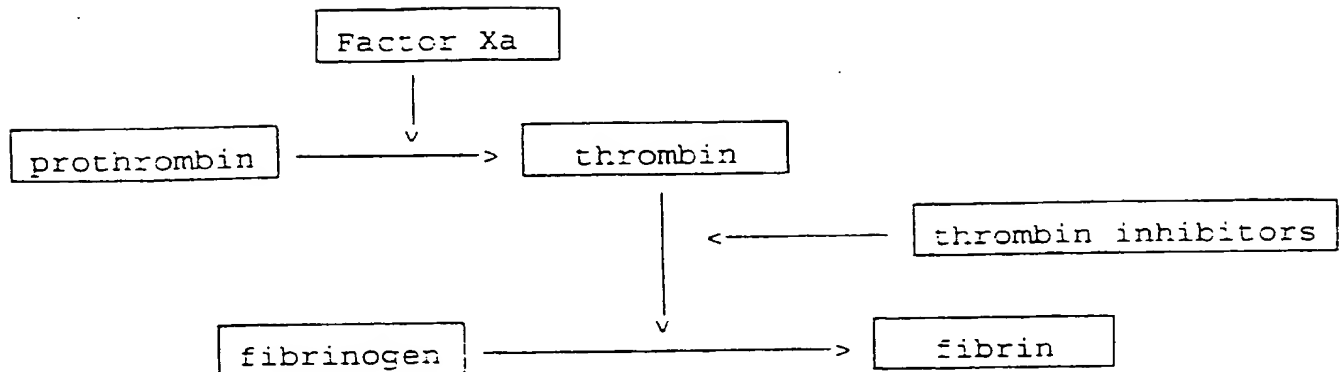 Factor Xa
prothrombin
thrombin
thrombin inhibitors
fibrinogen
fibrin